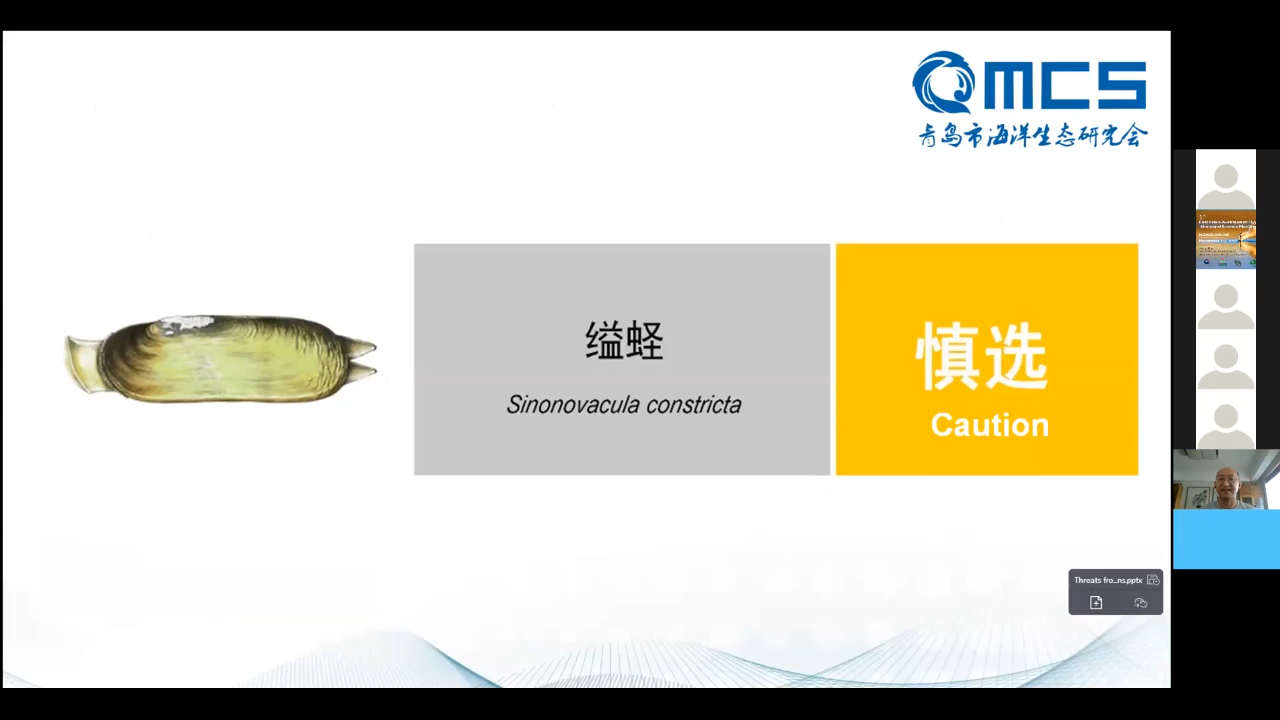 QMCS
青岛市海洋生态研究会
缢蛏
Sinonovacula constricta
慎选
Caution
Threats fro...ns.pptx